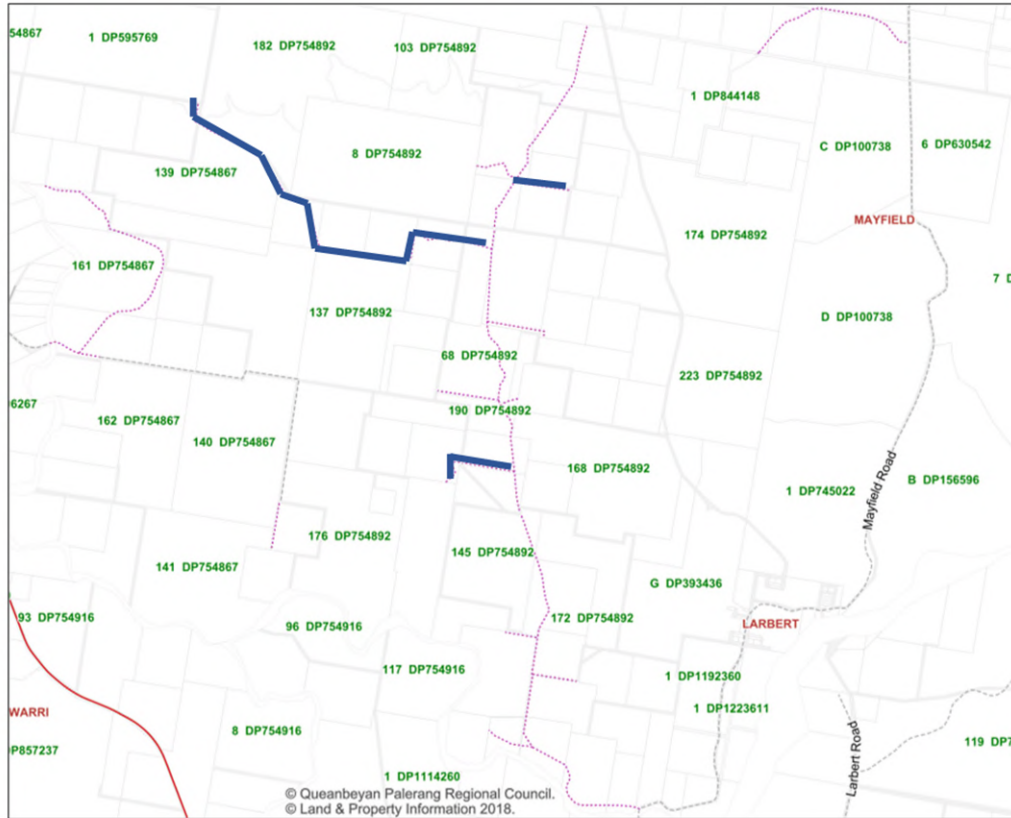 54867
1 DP595769
182 DP754892
103 DP754892
1 DP844148
8 DP754892
C DP100738
6 DP630542
139 DP754867
MAYFIELD
174 DP754892
161 DP754867
7 D
137 DP754892
D DP100738
68 DP754892
223 DP754892
6267
190 DP754892
162 DP754867
140 DP754867
168 DP754892
B DP156596
1 DP745022
Mayfield Road
176 DP754892
145 DP754892
141 DP754867
G DP393436
93 DP754916
96 DP754916
172 DP754892
LARBERT
117 DP754916
1 DP1192360
1 DP1223611
WARRI
8 DP754916
P857237
119 DP7
Larbert Road
1 DP1114260
© Queanbeyan Palerang Regional Council.
© Land & Property Information 2018.